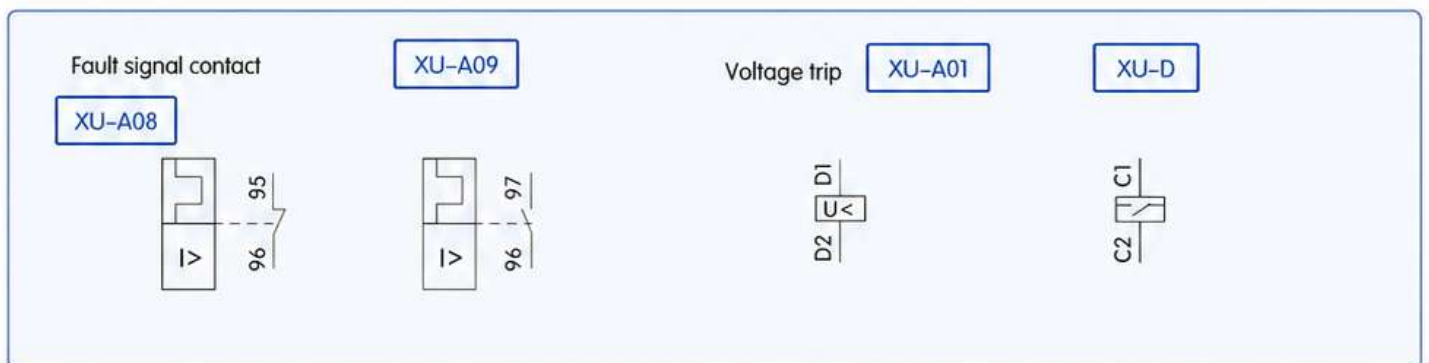 Fault signal contact
XU-A09
Voltage trip
XU-A01
XU-D
XU-A08
95
96
I>
97
96
I>
D1
U<
D2
C1
C2